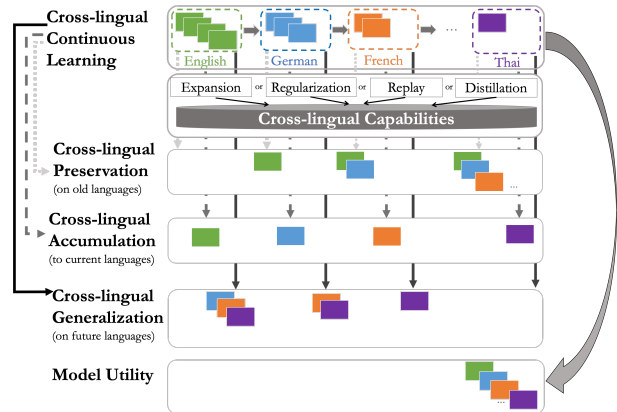 Cross-lingual
Continuous
Learning
English
German
French
...
Thai
Expansion or Regularization or Replay or Distillation
Cross-lingual Capabilities
Cross-lingual
Preservation
(on old languages)
...
Cross-lingual
Accumulation
(to current languages)
Cross-lingual
Generalization
(on future languages)
Model Utility
...